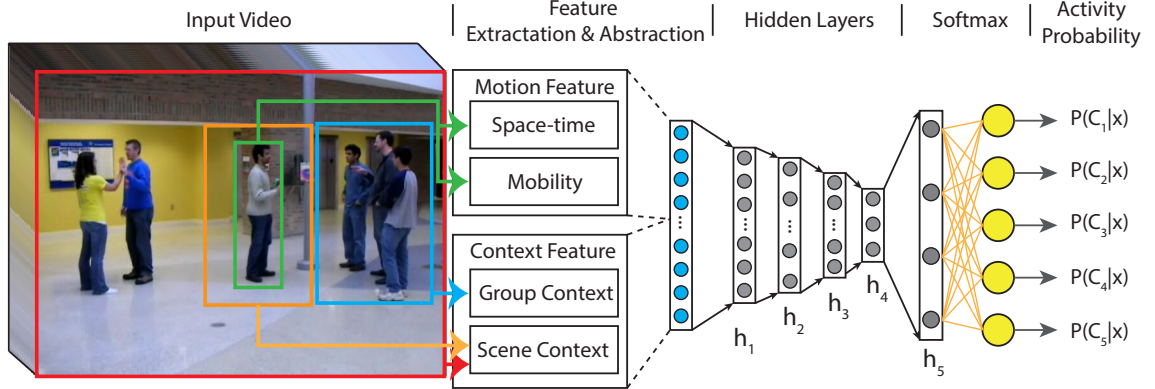 Input Video
Feature
Extractation & Abstraction
Hidden Layers
Softmax
Activity
Probability
Motion Feature
Space-time
Mobility
Context Feature
Group Context
Scene Context
h1
h2
h3
h4
h5
P(C1|x)
P(C2|x)
P(C3|x)
P(C4|x)
P(C5|x)